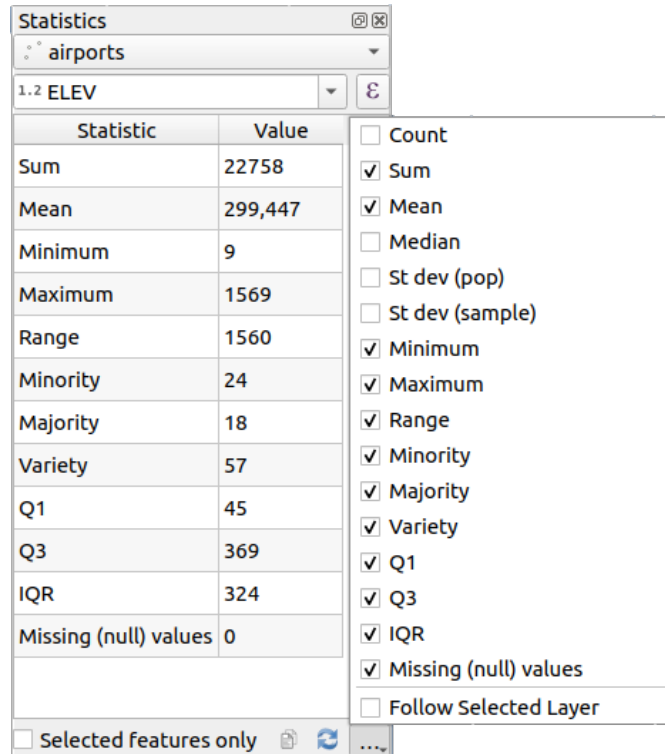 Statistics
airports
1.2 ELEV ε
Statistic Value
Sum 22758
Mean 299,447
Minimum 9
Maximum 1569
Range 1560
Minority 24
Majority 18
Variety 57
Q1 45
Q3 369
IQR 324
Missing (null) values 0
Selected features only ...
Count
Sum
Mean
Median
St dev (pop)
St dev (sample)
Minimum
Maximum
Range
Minority
Majority
Variety
Q1
Q3
IQR
Missing (null) values
Follow Selected Layer